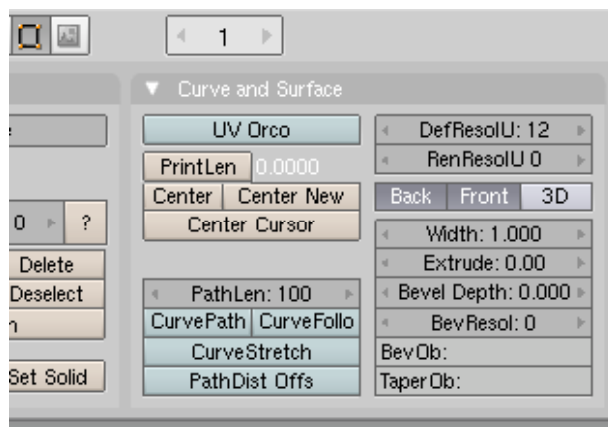 1
Curve and Surface
UV Orco
PrintLen 0.0000
Center Center New
Center Cursor
PathLen: 100
CurvePath CurveFollo
CurveStretch
PathDist Offs
DefResolU: 12
RenResolU 0
Back Front 3D
Width: 1.000
Extrude: 0.00
Bevel Depth: 0.000
BevResol: 0
BevOb:
TaperOb:
0 ?
Delete
Deselect
Set Solid